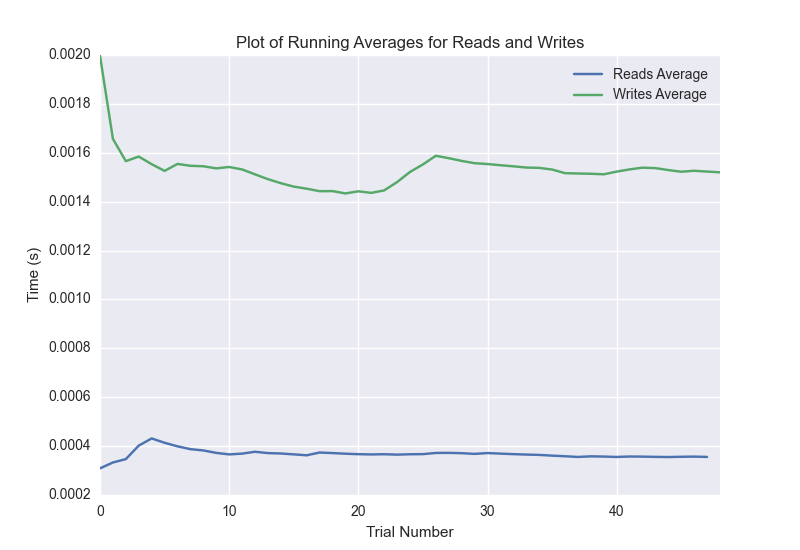 Plot of Running Averages for Reads and Writes
0.0020
0.0018
0.0016
0.0014
0.0012
0.0010
0.0008
0.0006
0.0004
0.0002
Time (s)
Reads Average
Writes Average
0 10 20 30 40
Trial Number